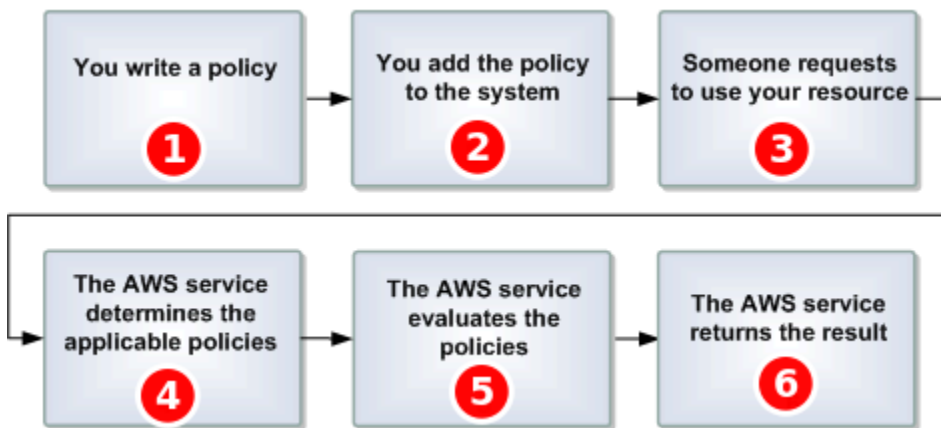 You write a policy
1
You add the policy
to the system
2
Someone requests
to use your resource
3
The AWS service
determines the
applicable policies
4
The AWS service
evaluates the
policies
5
The AWS service
returns the result
6